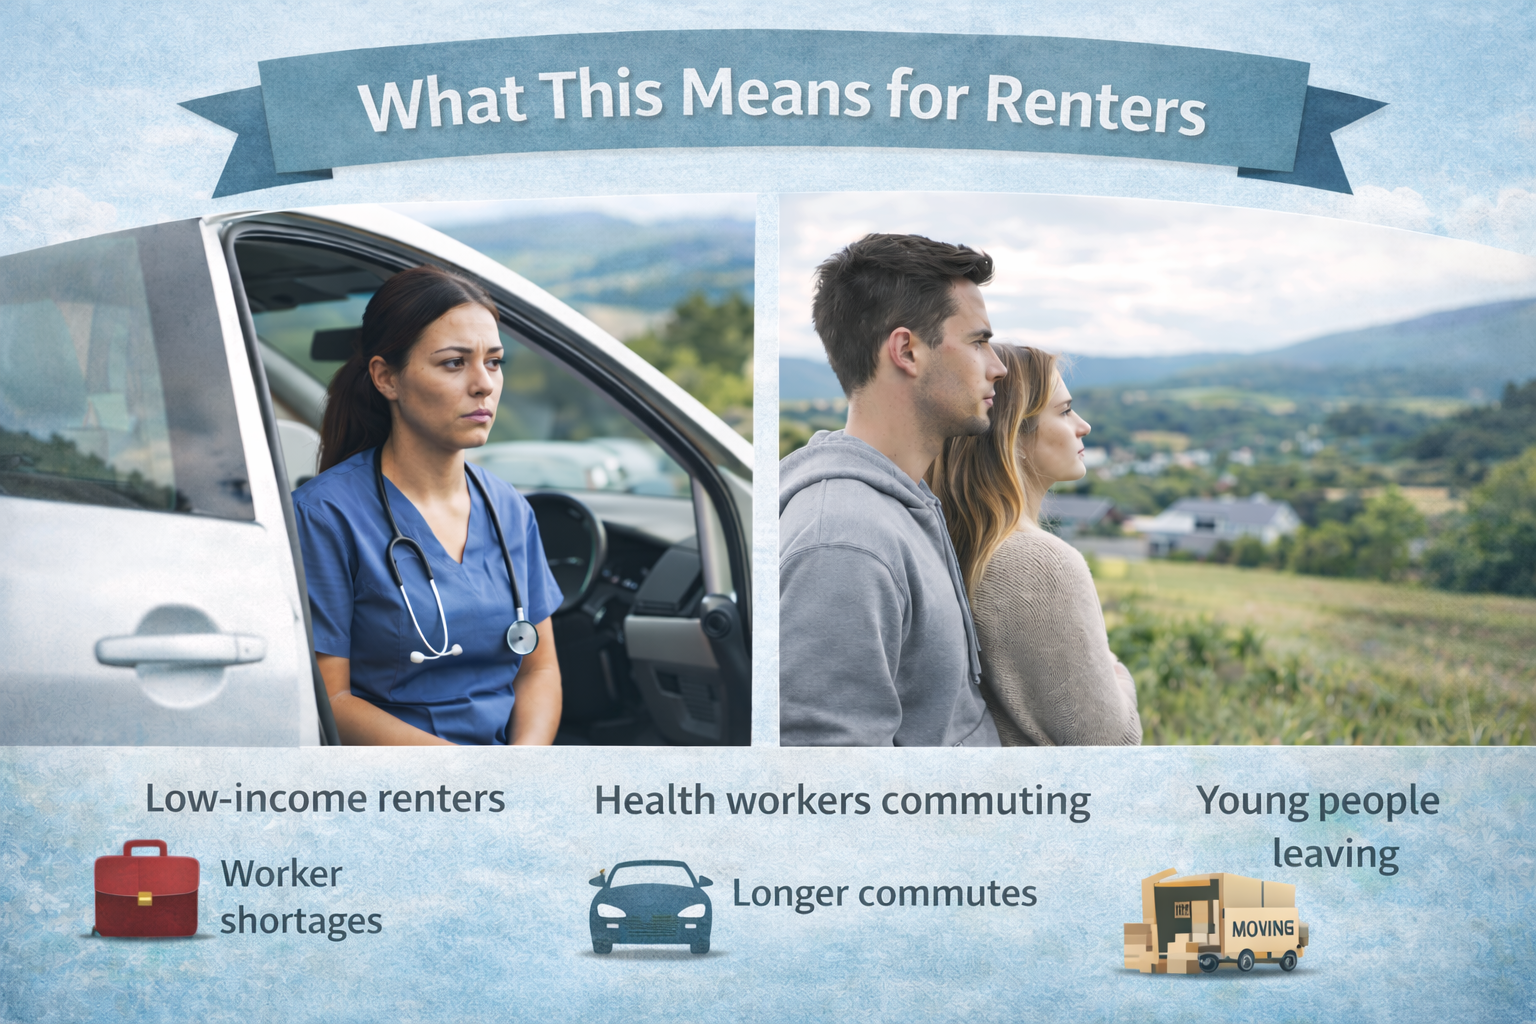 What This Means for Renters
Low-income renters
Worker
shortages
Health workers commuting
Longer commutes
Young people
leaving
MOVING